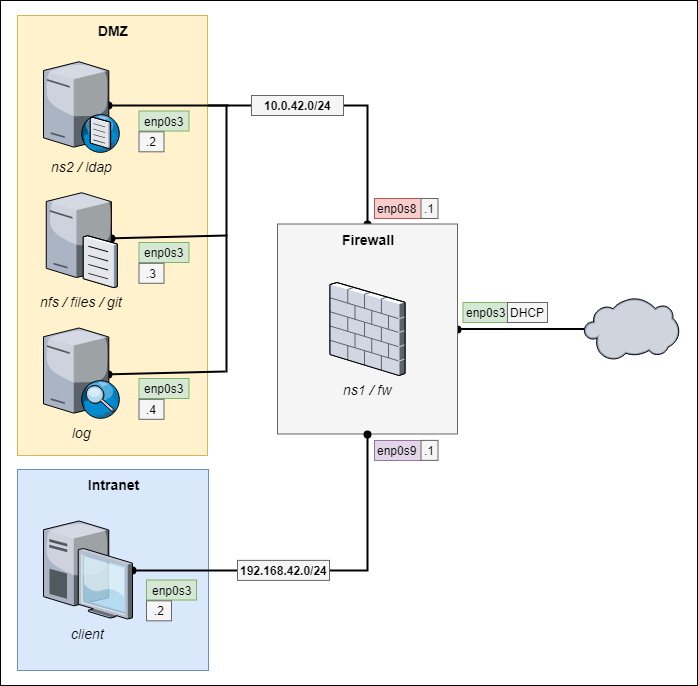 DMZ
enp0s3
.2
ns2 / ldap
enp0s3
.3
nfs / files / git
enp0s3
.4
log
10.0.42.0/24
enp0s8 .1
Firewall
ns1 / fw
enp0s3 DHCP
enp0s9 .1
Intranet
192.168.42.0/24
enp0s3
.2
client